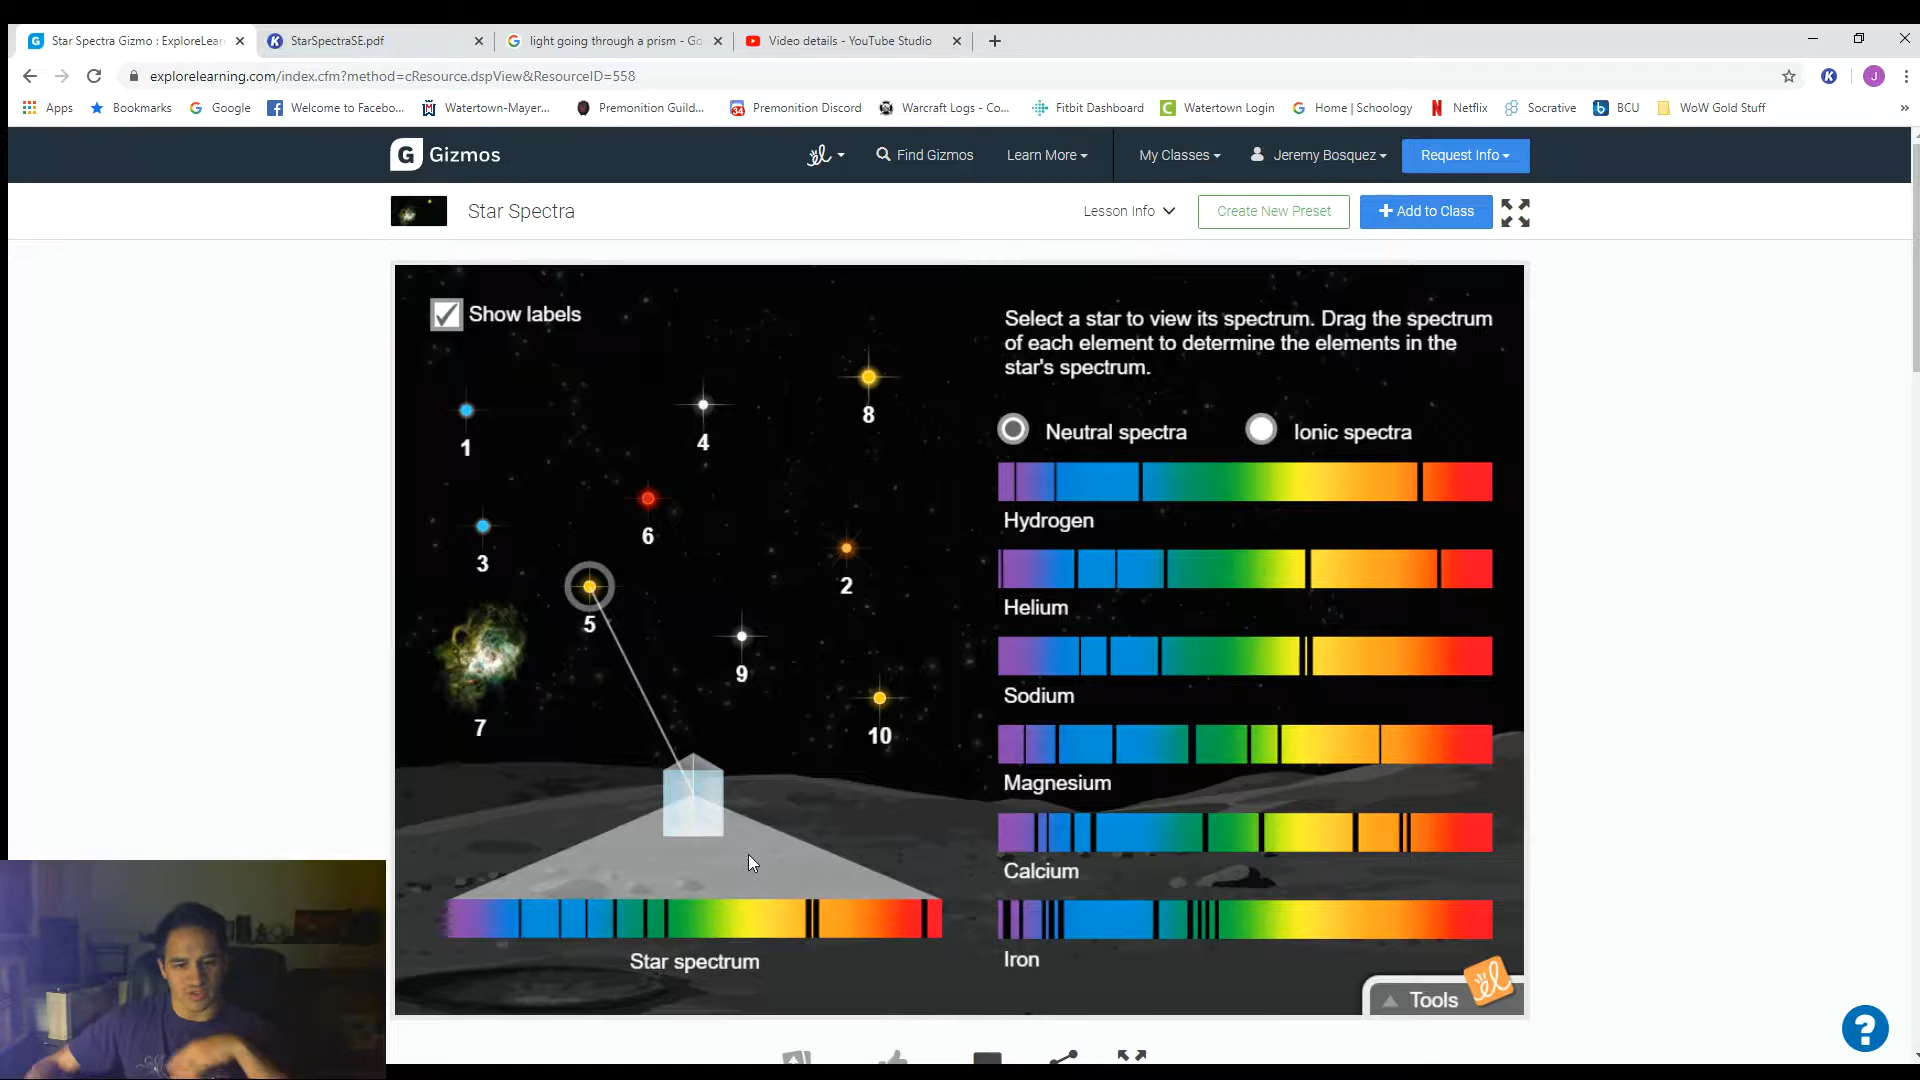 Star Spectra Gizmo : ExploreLear
StarSpectraSE.pdf
light going through a prism - Go
Video details - YouTube Studio
explorelearning.com/index.cfm?method=cResource.dspView&ResourceID=558
K
J
Apps
Bookmarks
Google
Welcome to Facebo...
Watertown-Mayer...
Premonition Guild...
Premonition Discord
Warcraft Logs - Co...
Fitbit Dashboard
Watertown Login
Home | Schoology
Netflix
Socrative
BCU
WoW Gold Stuff
»
G Gizmos
Find Gizmos
Learn More
My Classes
Jeremy Bosquez
Request Info
Star Spectra
Lesson Info
Create New Preset
+ Add to Class
Show labels
1
4
8
6
3
2
5
9
7
10
Star spectrum
Select a star to view its spectrum. Drag the spectrum
of each element to determine the elements in the
star's spectrum.
Neutral spectra
Ionic spectra
Hydrogen
Helium
Sodium
Magnesium
Calcium
Iron
Tools
el
?